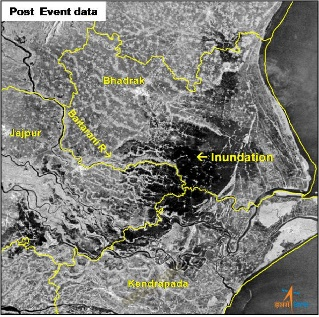 Post Event data
Bhadrak
Baitarani R
Jajpur
← Inundation
Kendrapada